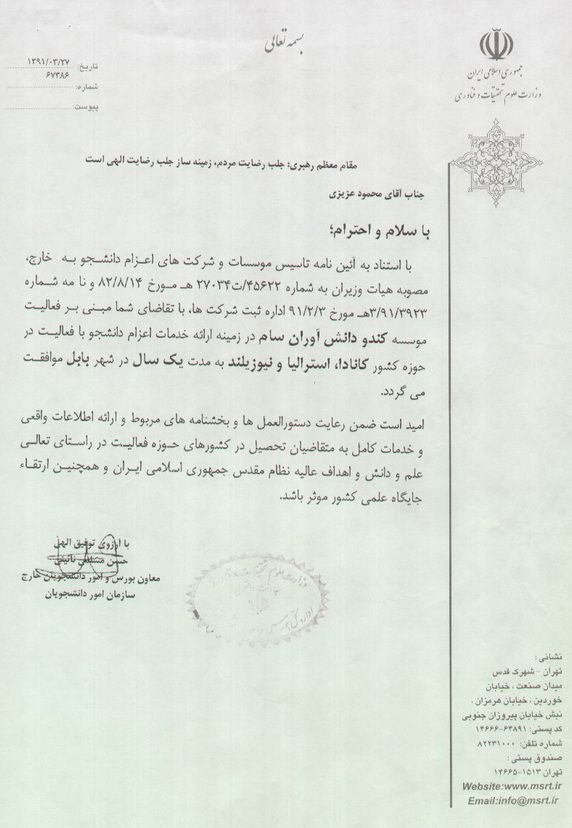 بسمه تعالی
جمهوری اسلامی ایران
وزارت علوم تحقیقات و فناوری
تاریخ: ۱۳۹۱/۰۳/۲۷
شماره: ۶۷۳۸۶
پیوست:
مقام معظم رهبری؛ جلب رضایت مردم، زمینه ساز جلب رضایت الهی است
جناب آقای محمود عزیزی
با سلام و احترام؛
با استناد به آئین نامه تاسیس موسسات و شرکت های اعزام دانشجو به خارج،
مصوبه هیات وزیران به شماره ۴۵۶۲۲/ت۲۷۰۳۴ هـ مورخ ۸۲/۸/۱۴ و نامه شماره
۳/۹۱/۳۹۲۳هـ مورخ ۹۱/۲/۳ اداره ثبت شرکت ها، با تقاضای شما مبنی بر فعالیت
موسسه کندو دانش آوران سام در زمینه ارائه خدمات اعزام دانشجو با فعالیت در
حوزه کشور کانادا، استرالیا و نیوزیلند به مدت یک سال در شهر بابل موافقت
می گردد.
امید است ضمن رعایت دستورالعمل ها و بخشنامه های مربوط و ارائه اطلاعات واقعی
و خدمات کامل به متقاضیان تحصیل در کشورهای حوزه فعالیت در راستای تعالی
علم و دانش و اهداف عالیه نظام مقدس جمهوری اسلامی ایران و همچنین ارتقاء
جایگاه علمی کشور موثر باشد.
با آرزوی توفیق الهی
حسن مسلمی نائینی
معاون بورس و امور دانشجویان خارج
سازمان امور دانشجویان
نشانی:
تهران - شهرک قدس
میدان صنعت، خیابان
خوردین، خیابان هرمزان،
نبش خیابان پیروزان جنوبی
کد پستی: ۶۴۸۹۱-۱۴۶۶۶
شماره تلفن: ۸۲۲۳۱۰۰۰
صندوق پستی:
تهران ۱۵۱۳-۱۴۶۶۵
Website:www.msrt.ir
Email:info@msrt.ir